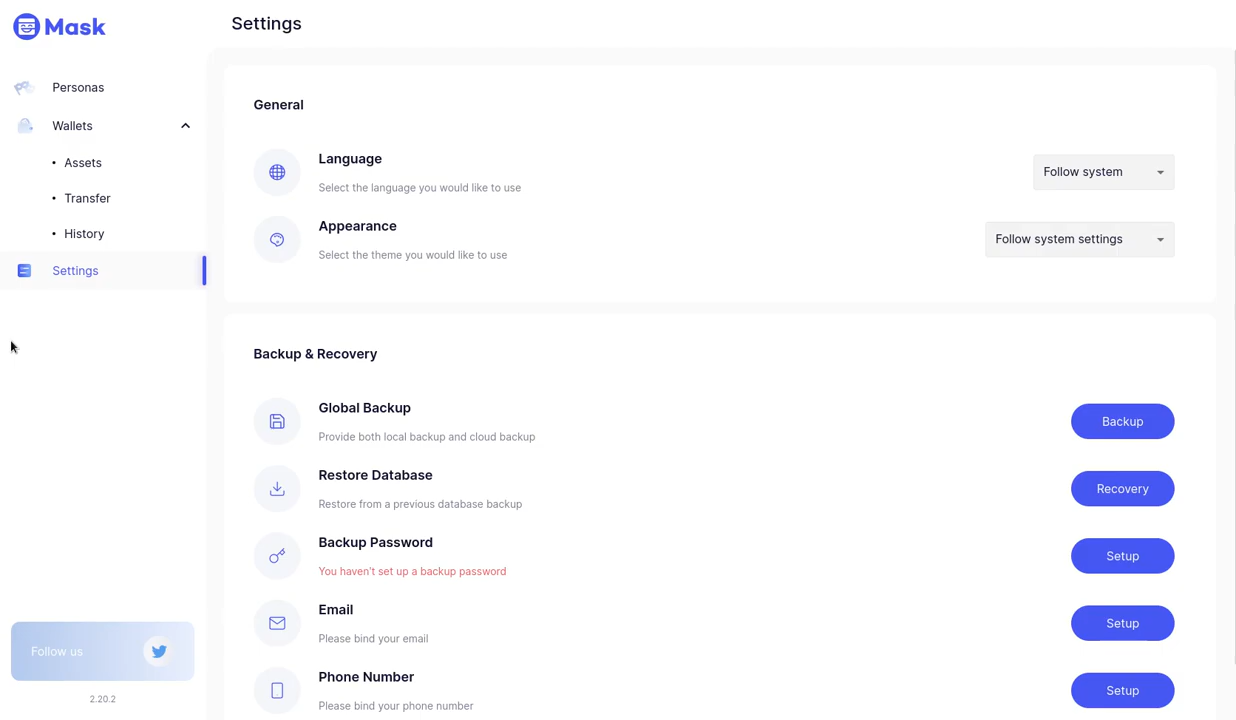 Mask
Settings
Personas
Wallets
Assets
Transfer
History
Settings
General
Language
Select the language you would like to use
Follow system
Appearance
Select the theme you would like to use
Follow system settings
Backup & Recovery
Global Backup
Provide both local backup and cloud backup
Backup
Restore Database
Restore from a previous database backup
Recovery
Backup Password
You haven't set up a backup password
Setup
Email
Please bind your email
Setup
Phone Number
Please bind your phone number
Setup
Follow us
2.20.2